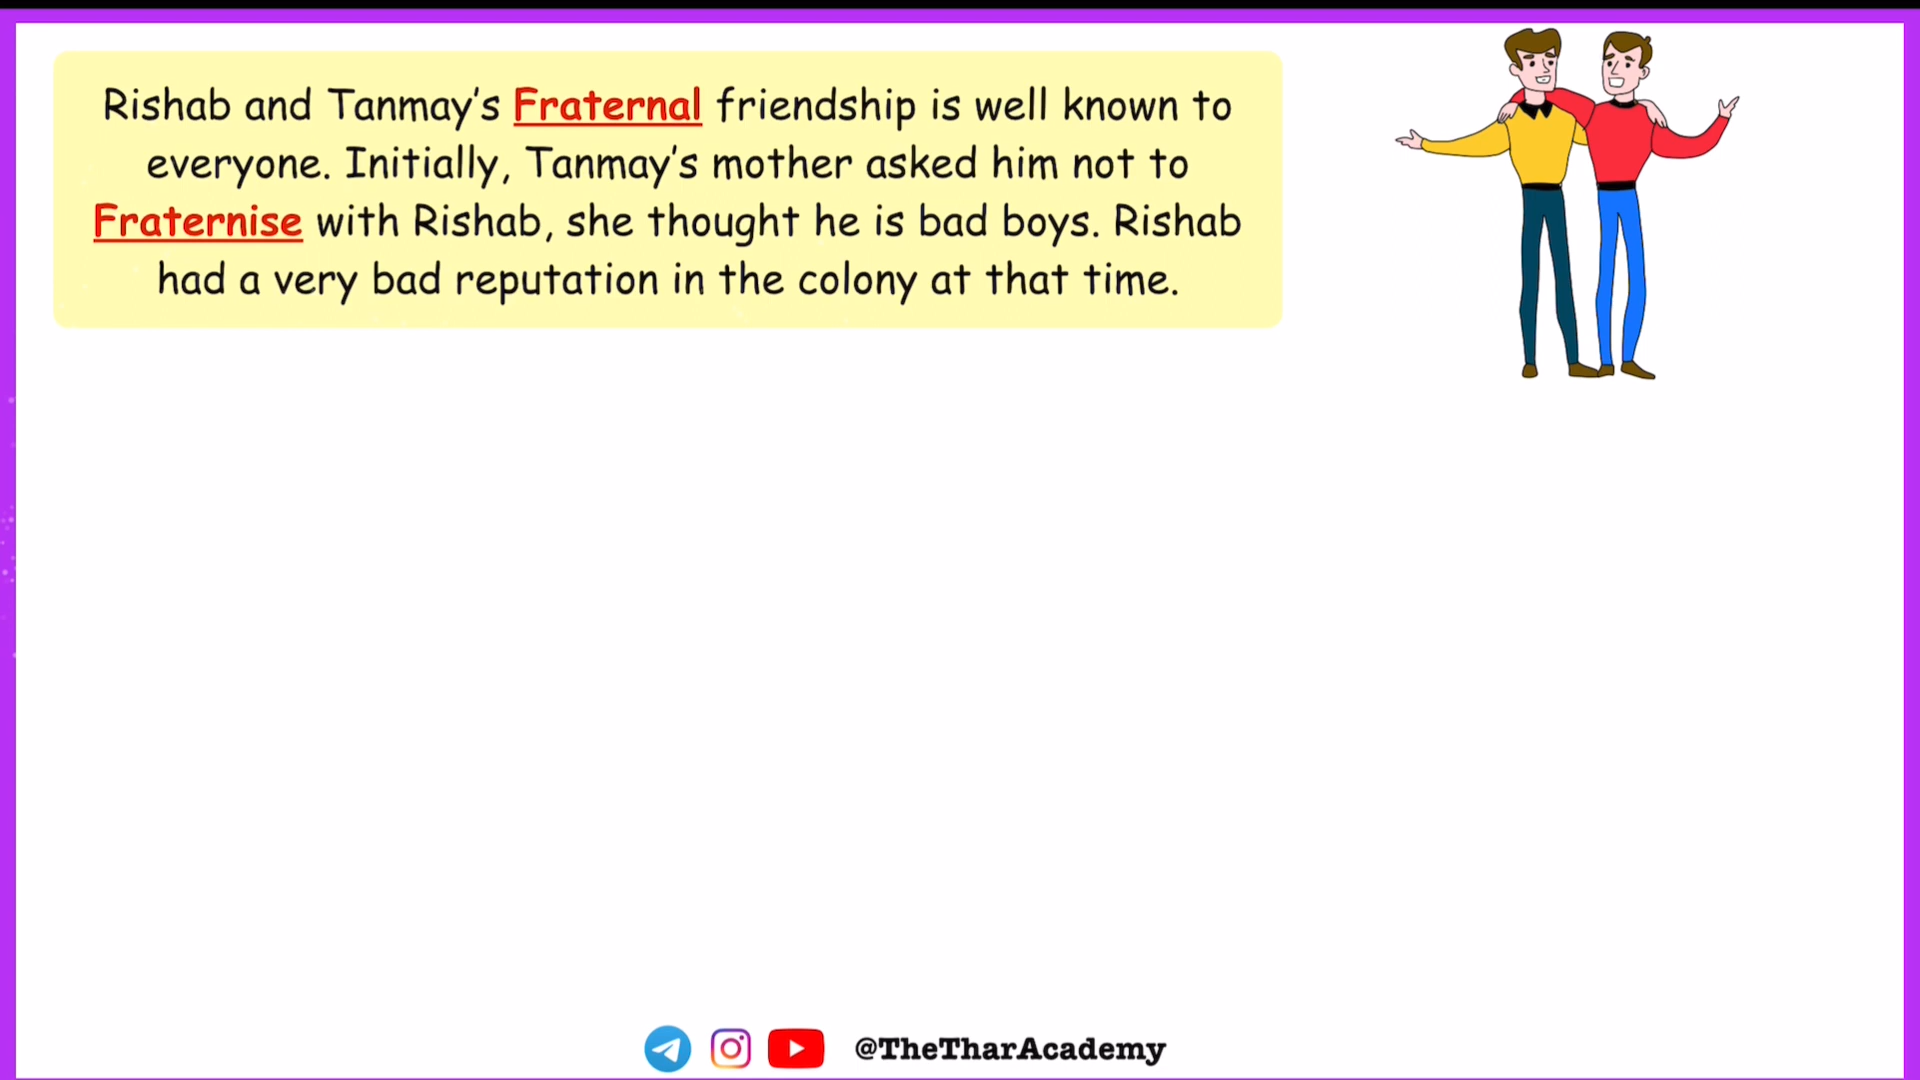 Rishab and Tanmay's Fraternal friendship is well known to
everyone. Initially, Tanmay's mother asked him not to
Fraternise with Rishab, she thought he is bad boys. Rishab
had a very bad reputation in the colony at that time.
@TheTharAcademy